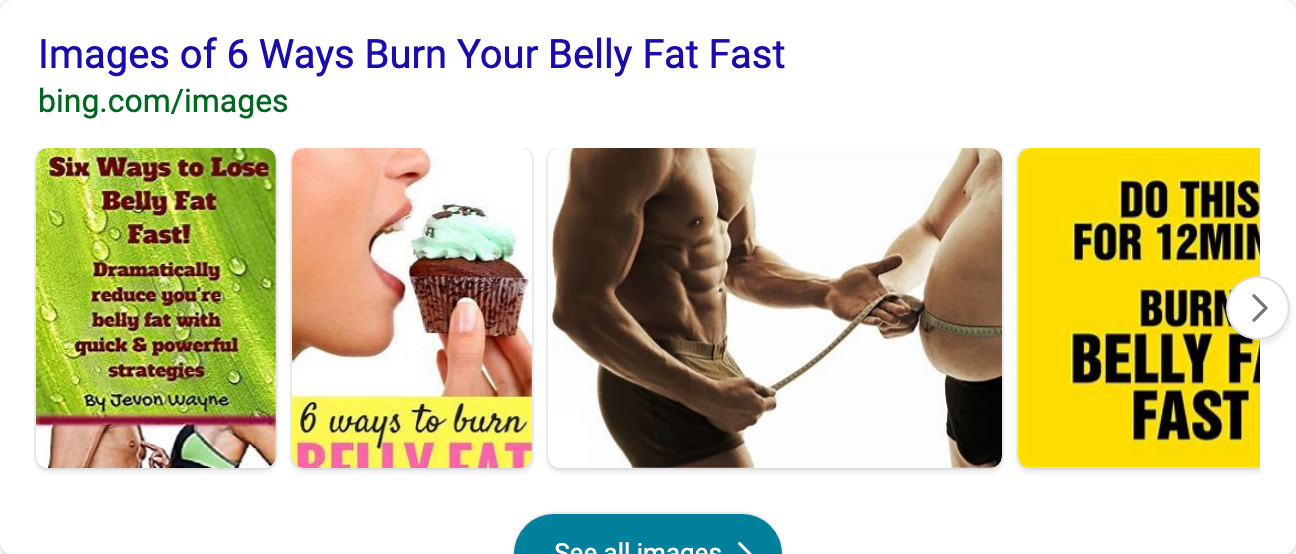 Images of 6 Ways Burn Your Belly Fat Fast
bing.com/images
Six Ways to Lose
Belly Fat
Fast!
Dramatically
reduce you're
belly fat with
quick & powerful
strategies
By Jevon Wayne
6 ways to burn
BELLY FAT
DO THIS
FOR 12MIN
BURN
BELLY FA
FAST
See all images